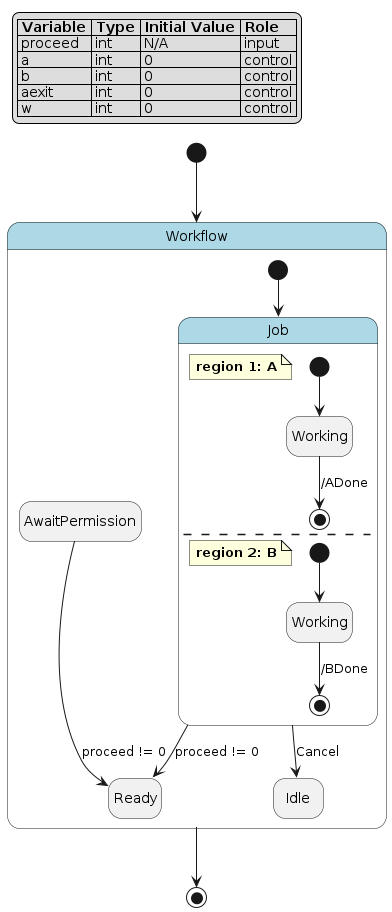 Variable Type Initial Value Role
proceed int N/A input
a int 0 control
b int 0 control
aexit int 0 control
w int 0 control
Workflow
Job
region 1: A
Working
/ADone
AwaitPermission
region 2: B
Working
/BDone
proceed != 0 proceed != 0 Cancel
Ready Idle